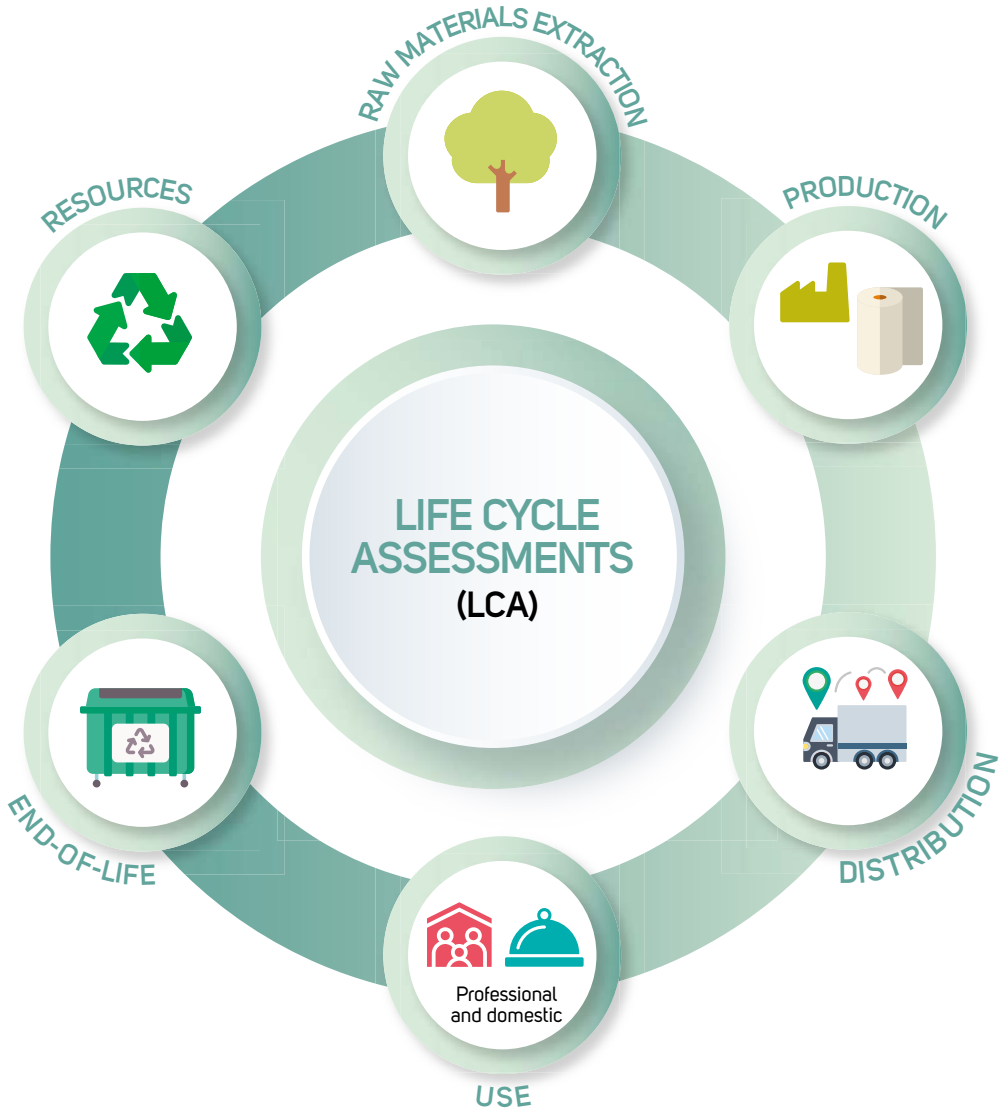 RAW MATERIALS EXTRACTION
RESOURCES
PRODUCTION
LIFE CYCLE
ASSESSMENTS
(LCA)
END-OF-LIFE
DISTRIBUTION
Professional
and domestic
USE